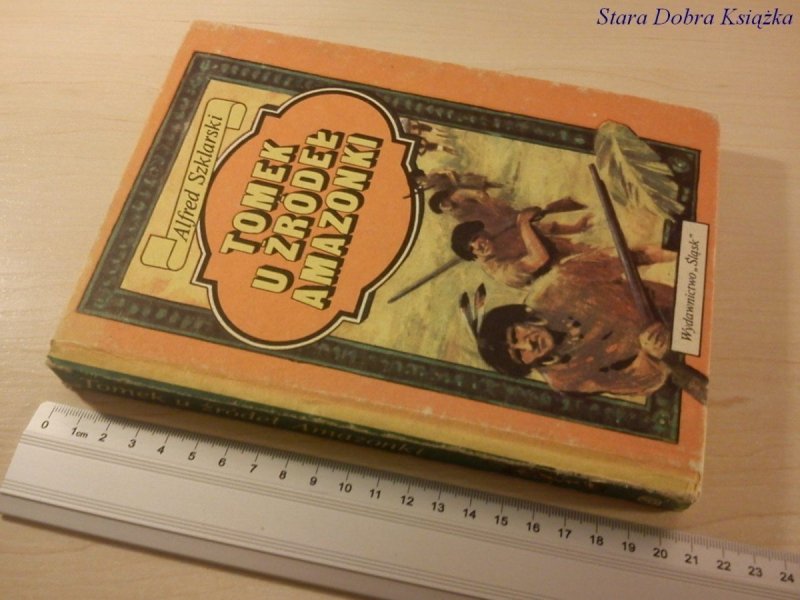 Stara Dobra Książka
Alfred Szklarski
TOMEK
U ŹRÓDEŁ
AMAZONKI
Wydawnictwo „Śląsk”
Tomek u źródeł Amazonki
0 1cm 2 3 4 5 6 7 8 9 10 11 12 13 14 15 16 17 18 19 20 21 22 23 24